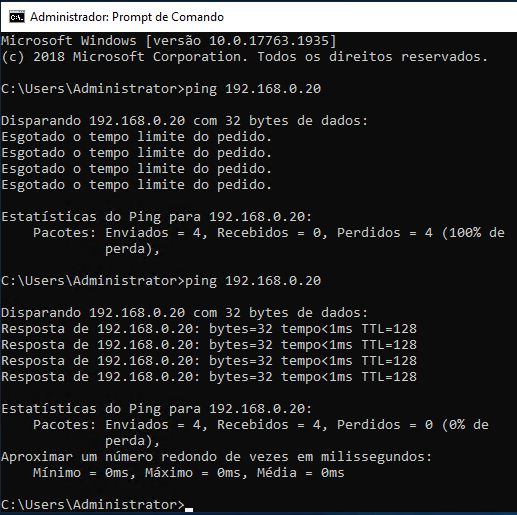 Administrador: Prompt de Comando
Microsoft Windows [versão 10.0.17763.1935]
(c) 2018 Microsoft Corporation. Todos os direitos reservados.
C:\Users\Administrator>ping 192.168.0.20
Disparando 192.168.0.20 com 32 bytes de dados:
Esgotado o tempo limite do pedido.
Esgotado o tempo limite do pedido.
Esgotado o tempo limite do pedido.
Esgotado o tempo limite do pedido.
Estatísticas do Ping para 192.168.0.20:
Pacotes: Enviados = 4, Recebidos = 0, Perdidos = 4 (100% de
perda),
C:\Users\Administrator>ping 192.168.0.20
Disparando 192.168.0.20 com 32 bytes de dados:
Resposta de 192.168.0.20: bytes=32 tempo<1ms TTL=128
Resposta de 192.168.0.20: bytes=32 tempo<1ms TTL=128
Resposta de 192.168.0.20: bytes=32 tempo<1ms TTL=128
Resposta de 192.168.0.20: bytes=32 tempo<1ms TTL=128
Estatísticas do Ping para 192.168.0.20:
Pacotes: Enviados = 4, Recebidos = 4, Perdidos = 0 (0% de
perda),
Aproximar um número redondo de vezes em milissegundos:
Mínimo = 0ms, Máximo = 0ms, Média = 0ms
C:\Users\Administrator>